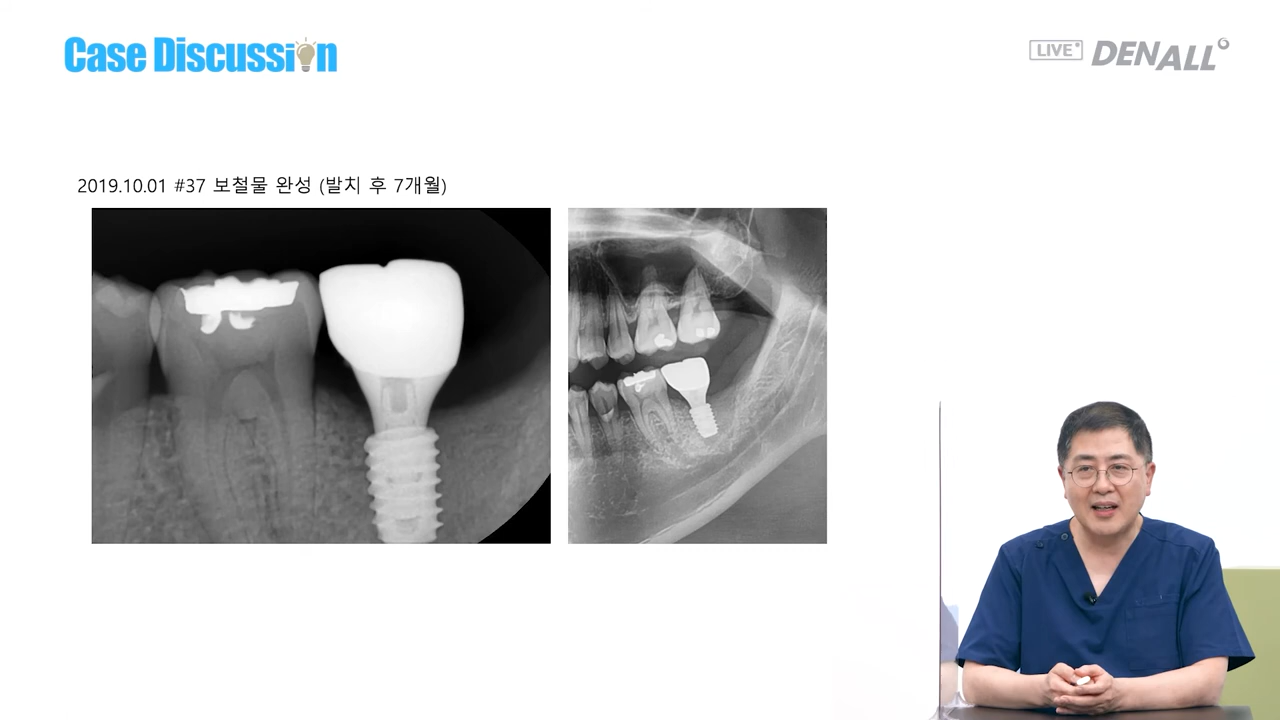 Case Discussion
LIVE DENALL
2019.10.01 #37 보철물 완성 (발치 후 7개월)